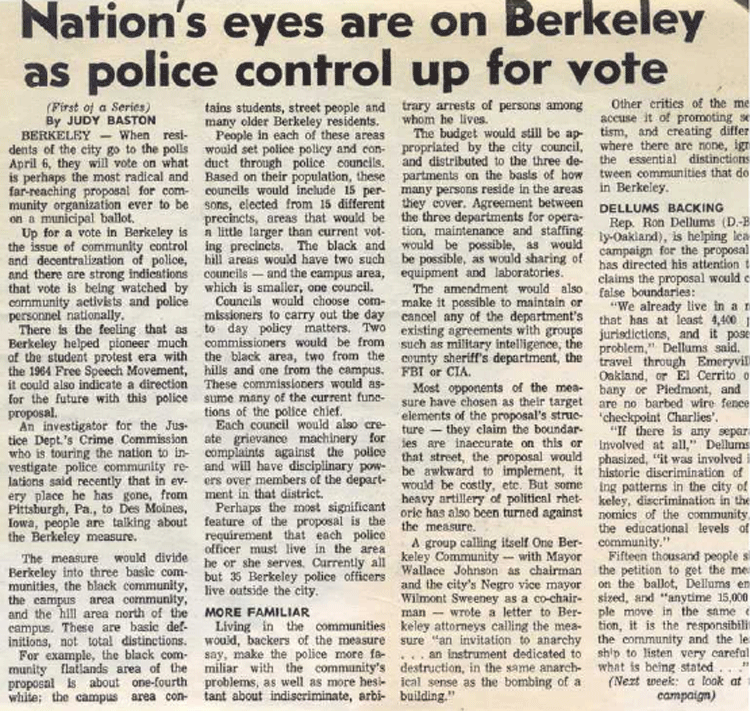 Nation's eyes are on Berkeley
as police control up for vote
(First of a Series)
By JUDY BASTON
BERKELEY — When resi-
dents of the city go to the polls
April 6, they will vote on what
is perhaps the most radical and
far-reaching proposal for com-
munity organization ever to be
on a municipal ballot.
Up for a vote in Berkeley is
the issue of community control
and decentralization of police,
and there are strong indications
that vote is being watched by
community activists and police
personnel nationally.
There is the feeling that as
Berkeley helped pioneer much
of the student protest era with
the 1964 Free Speech Movement,
it could also indicate a direction
for the future with this police
proposal.
An investigator for the Jus-
tice Dept.'s Crime Commission
who is touring the nation to in-
vestigate police community re-
lations said recently that in ev-
ery place he has gone, from
Pittsburgh, Pa., to Des Moines,
Iowa, people are talking about
the Berkeley measure.
The measure would divide
Berkeley into three basic com-
munities, the black community,
the campus area community,
and the hill area north of the
campus. These are basic def-
initions, not total distinctions.
For example, the black com-
munity flatlands area of the
proposal is about one-fourth
white; the campus area con-
tains students, street people and
many older Berkeley residents.
People in each of these areas
would set police policy and con-
duct through police councils.
Based on their population, these
councils would include 15 per-
sons, elected from 15 different
precincts, areas that would be
a little larger than current vot-
ing precincts. The black and
hill areas would have two such
councils — and the campus area,
which is smaller, one council.
Councils would choose com-
missioners to carry out the day
to day policy matters. Two
commissioners would be from
the black area, two from the
hills and one from the campus.
These commissioners would as-
sume many of the current func-
tions of the police chief.
Each council would also cre-
ate grievance machinery for
complaints against the police
and will have disciplinary pow-
ers over members of the depart-
ment in that district.
Perhaps the most significant
feature of the proposal is the
requirement that each police
officer must live in the area
he or she serves. Currently all
but 35 Berkeley police officers
live outside the city.
MORE FAMILIAR
Living in the communities
would, backers of the measure
say, make the police more fa-
miliar with the community's
problems, as well as more hesi-
tant about indiscriminate, arbi-
trary arrests of persons among
whom he lives.
The budget would still be ap-
propriated by the city council,
and distributed to the three de-
partments on the basis of how
many persons reside in the areas
they cover. Agreement between
the three departments for opera-
tion, maintenance and staffing
would be possible, as would
be possible, as would sharing of
equipment and laboratories.
The amendment would also
make it possible to maintain or
cancel any of the department's
existing agreements with groups
such as military intelligence, the
county sheriff's department, the
FBI or CIA.
Most opponents of the mea-
sure have chosen as their target
elements of the proposal's struc-
ture — they claim the boundar-
ies are inaccurate on this or
that street, the proposal would
be awkward to implement, it
would be costly, etc. But some
heavy artillery of political rhet-
oric has also been turned against
the measure.
A group calling itself One Ber-
keley Community — with Mayor
Wallace Johnson as chairman
and the city's Negro vice mayor
Wilmont Sweeney as a co-chair-
man — wrote a letter to Ber-
keley attorneys calling the mea-
sure "an invitation to anarchy
. . . an instrument dedicated to
destruction, in the same anarch-
ical sense as the bombing of a
building."
Other critics of the me
accuse it of promoting se
tism, and creating differ
where there are none, ign
the essential distinctions
tween communities that do
in Berkeley.
DELLUMS BACKING
Rep. Ron Dellums (D.-B
ly-Oakland), is helping lea
campaign for the proposal
has directed his attention t
claims the proposal would c
false boundaries:
"We already live in a n
that has at least 4,400 p
jurisdictions, and it pose
problem," Dellums said.
travel through Emeryvil
Oakland, or El Cerrito o
bany or Piedmont, and
are no barbed wire fence
'checkpoint Charlies'.
"If there is any separ
involved at all," Dellums
phasized, "it was involved i
historic discrimination of
ing patterns in the city of
keley, discrimination in the
nomics of the community,
the educational levels of
community."
Fifteen thousand people s
the petition to get the me
on the ballot, Dellums em
sized, and "anytime 15,000
ple move in the same d
tion, it is the responsibili
the community and the le
ship to listen very careful
what is being stated . . ."
(Next week: a look at
campaign)